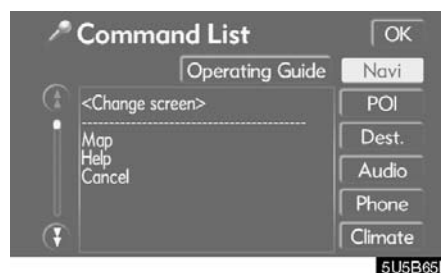 Command List
OK
Operating Guide
Navi
<Change screen>
POI
Map
Dest.
Help
Cancel
Audio
Phone
Climate
5U5B65